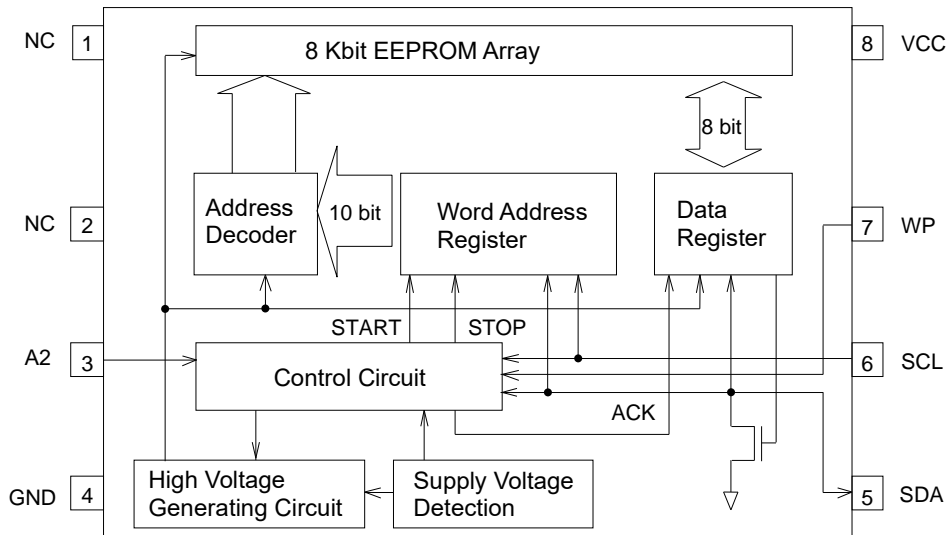 NC 1
8 Kbit EEPROM Array
8 VCC
8 bit
NC 2
Address
Decoder
10 bit
Word Address
Register
Data
Register
7 WP
START
STOP
A2 3
Control Circuit
6 SCL
ACK
GND 4
High Voltage
Generating Circuit
Supply Voltage
Detection
5 SDA